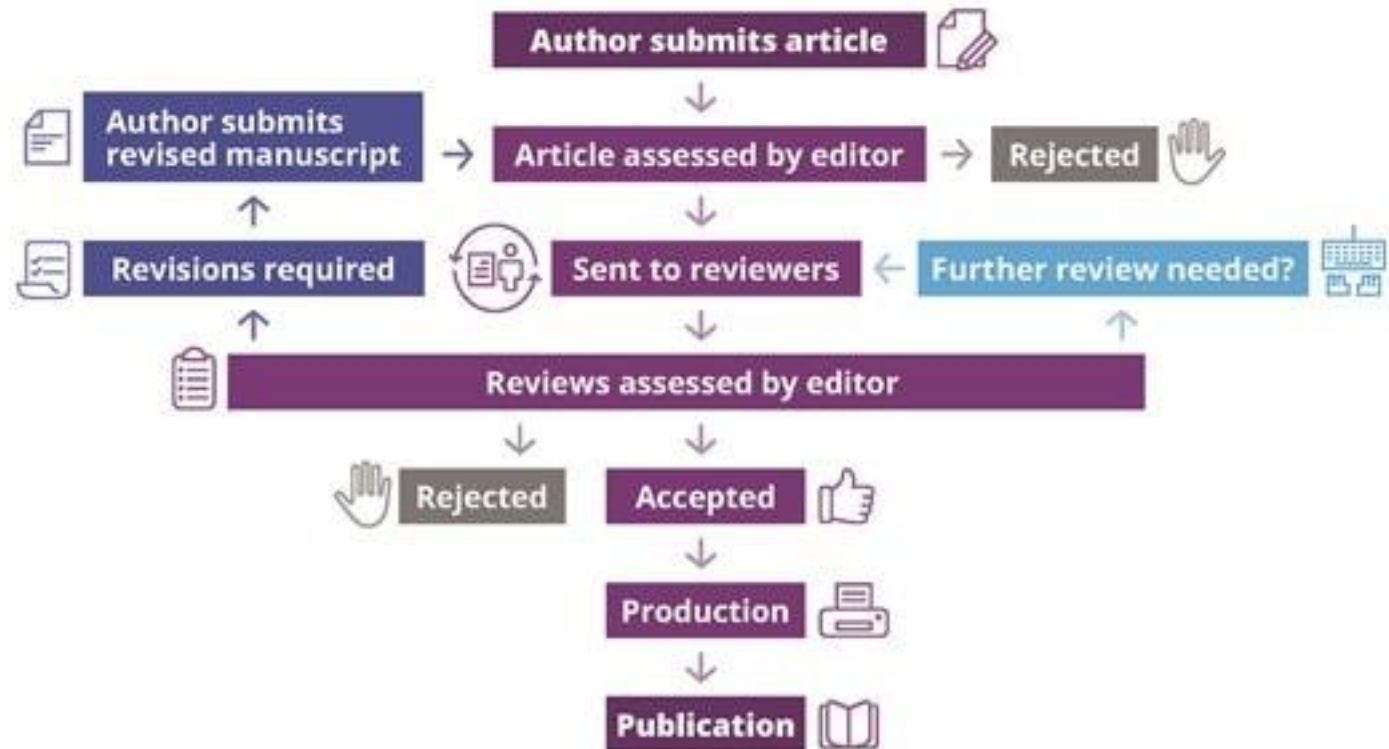 Author submits article
Author submits
revised manuscript
Article assessed by editor
Rejected
Revisions required
Sent to reviewers
Further review needed?
Reviews assessed by editor
Rejected
Accepted
Production
Publication